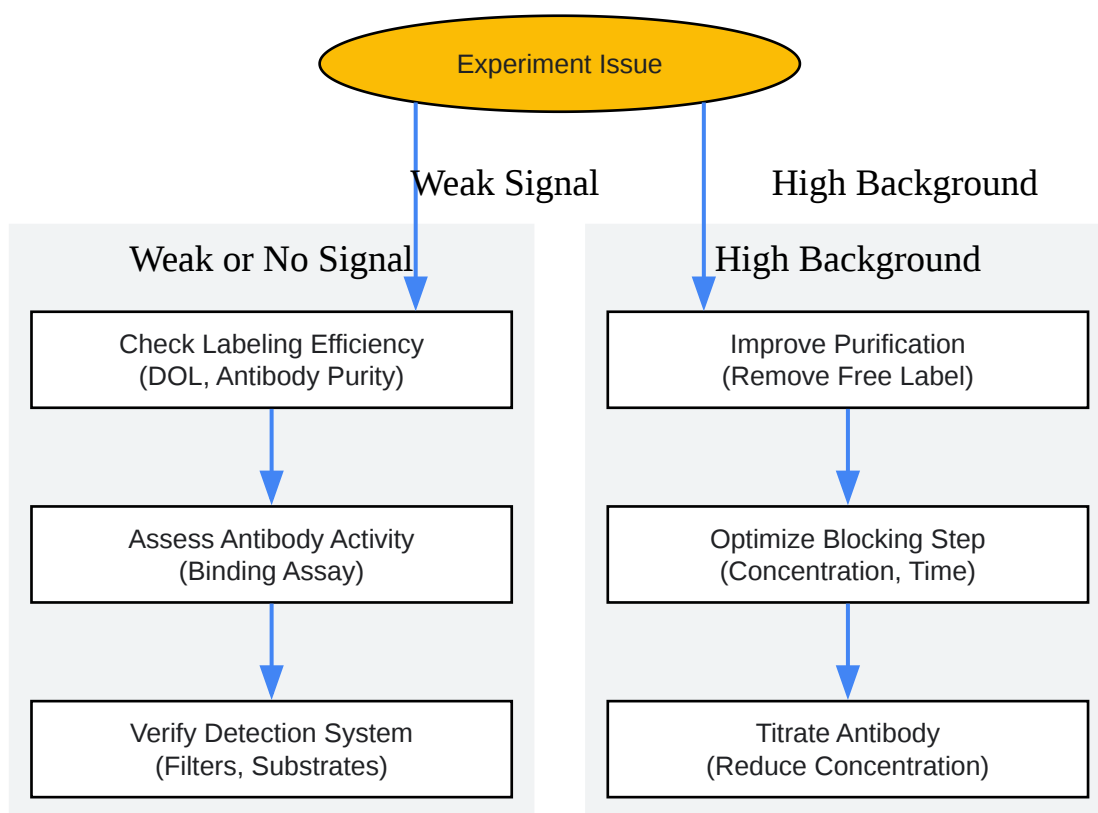 Experiment Issue
Weak Signal
High Background
Weak or No Signal
High Background
Check Labeling Efficiency
(DOL, Antibody Purity)
Improve Purification
(Remove Free Label)
Assess Antibody Activity
(Binding Assay)
Optimize Blocking Step
(Concentration, Time)
Verify Detection System
(Filters, Substrates)
Titrate Antibody
(Reduce Concentration)